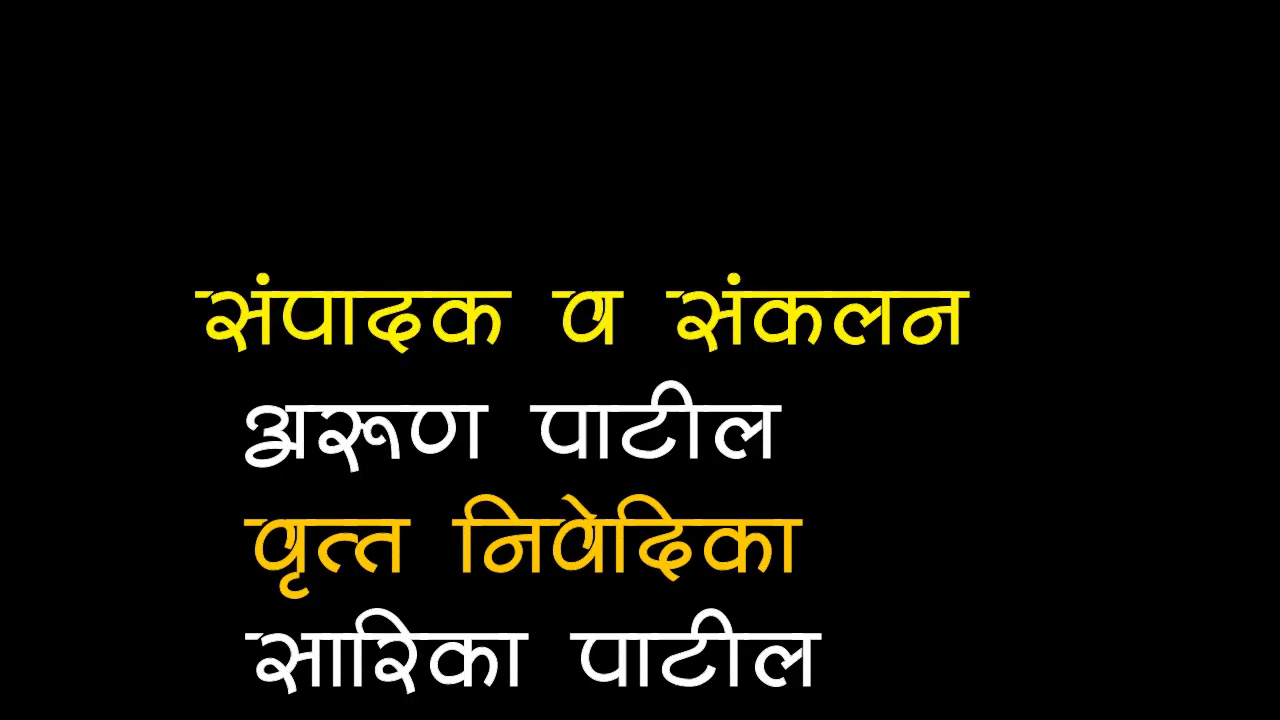 संपादक व संकलन
अरूण पाटील
वृत्त निवेदिका
सारिका पाटील